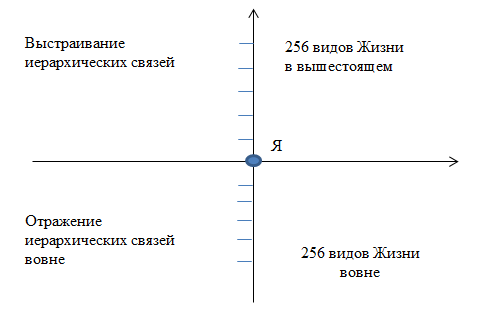 Выстраивание
иерархических связей
256 видов Жизни
в вышестоящем
Я
Отражение
иерархических связей
вовне
256 видов Жизни
вовне